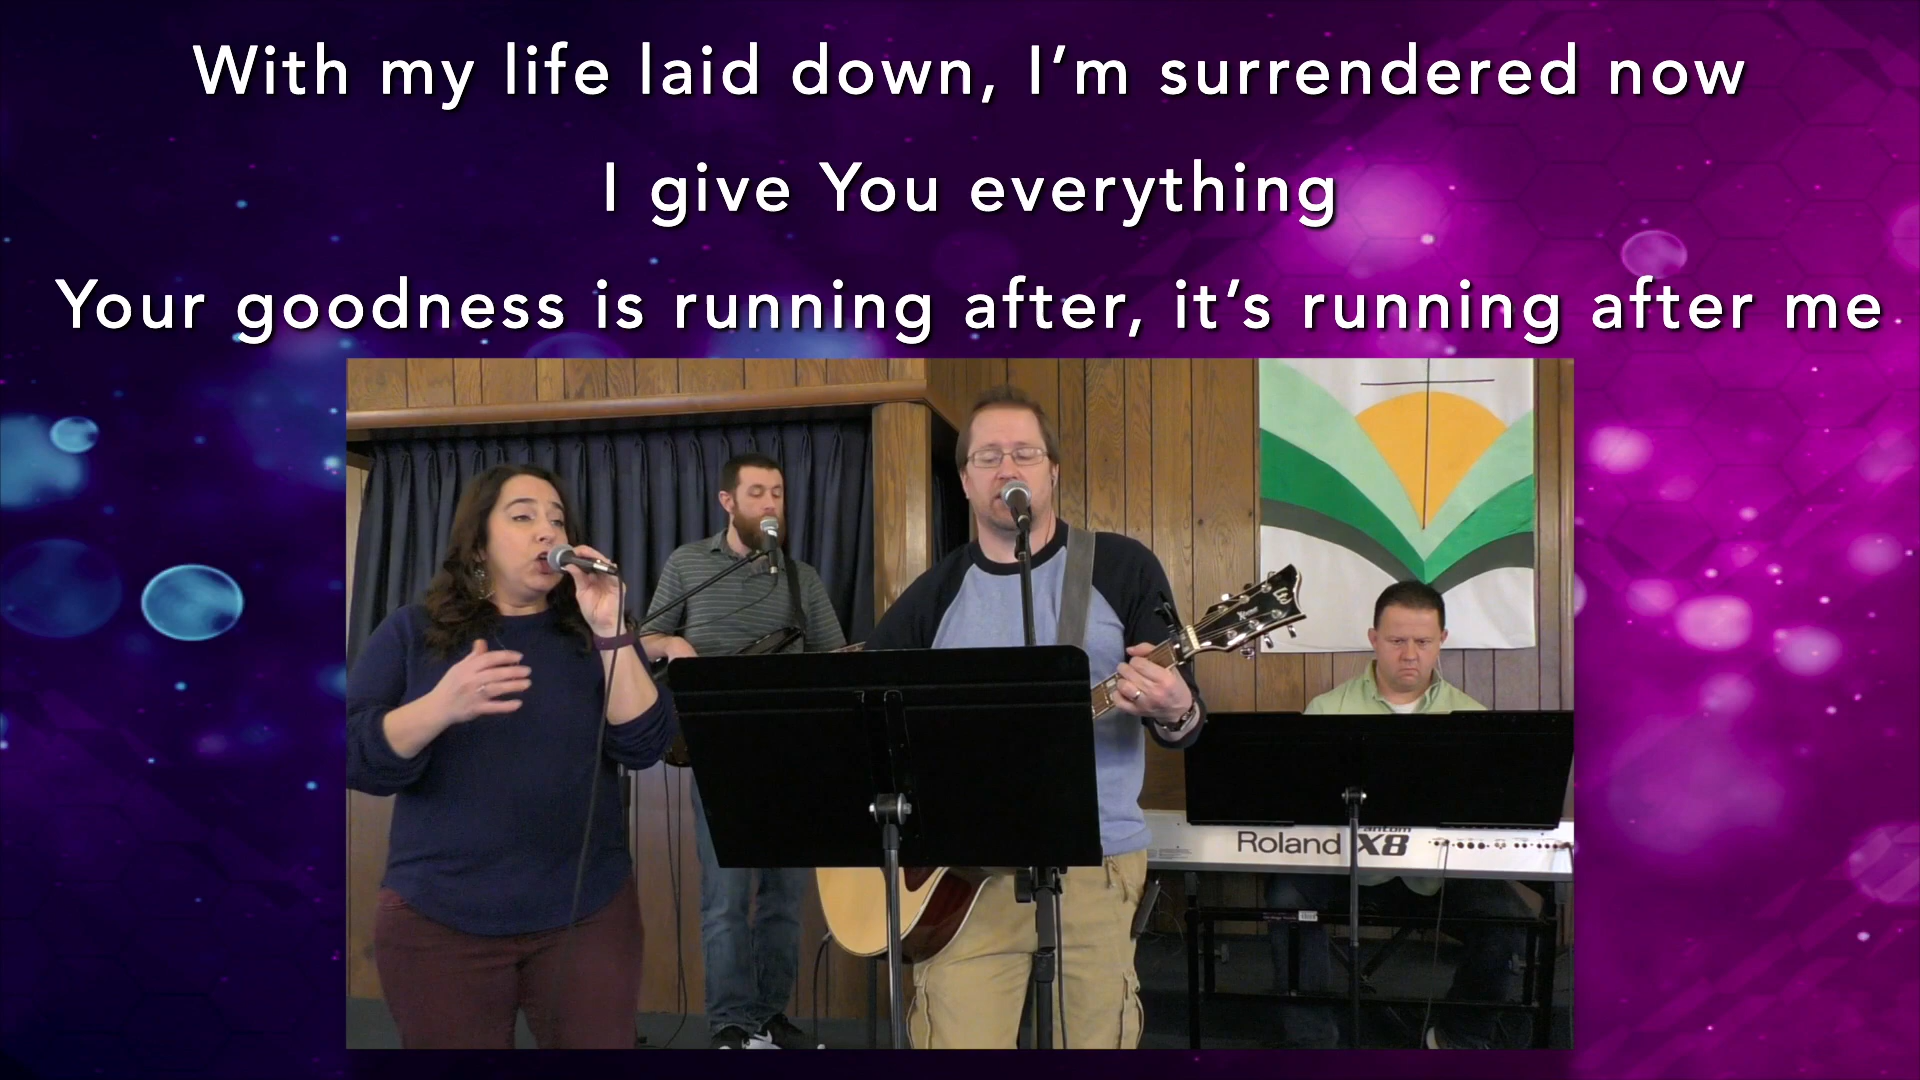 With my life laid down, I’m surrendered now
I give You everything
Your goodness is running after, it’s running after me
Roland
X8